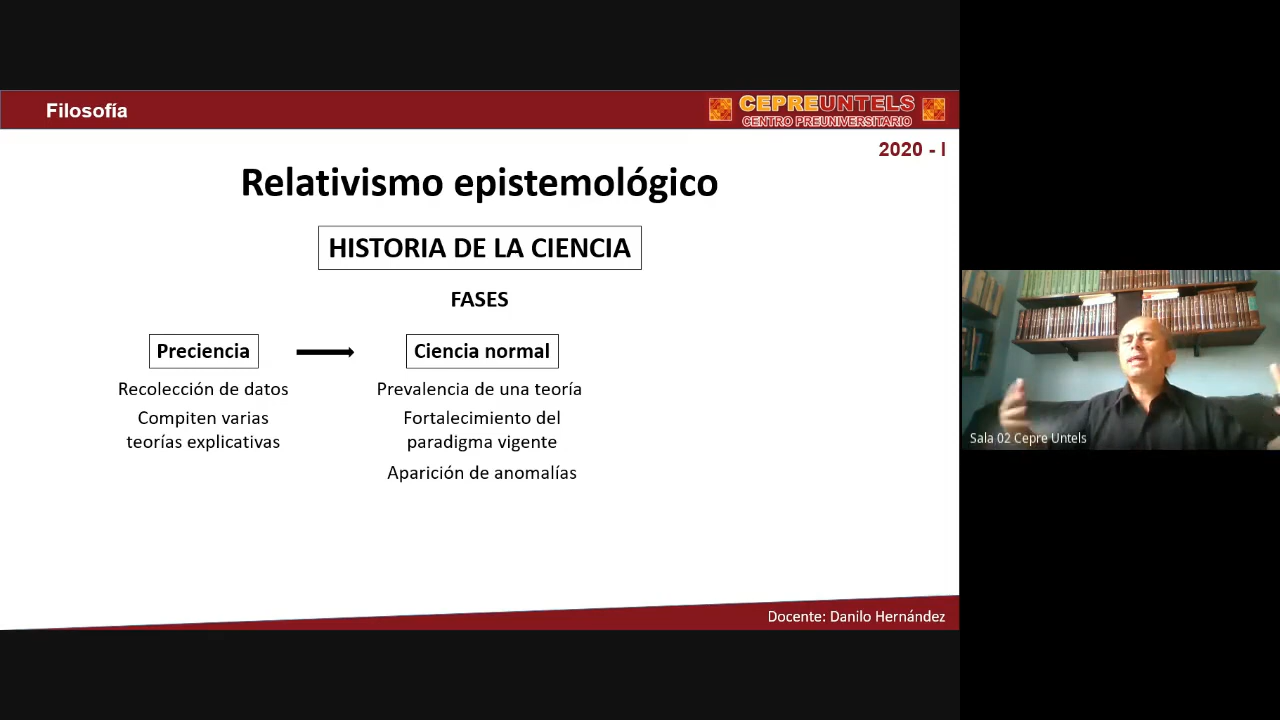 Filosofía
CEPREUNTELS
CENTRO PREUNIVERSITARIO
2020 - I
Relativismo epistemológico
HISTORIA DE LA CIENCIA
FASES
Preciencia
Ciencia normal
Recolección de datos
Compiten varias
teorías explicativas
Prevalencia de una teoría
Fortalecimiento del
paradigma vigente
Aparición de anomalías
Sala 02 Cepre Untels
Docente: Danilo Hernández